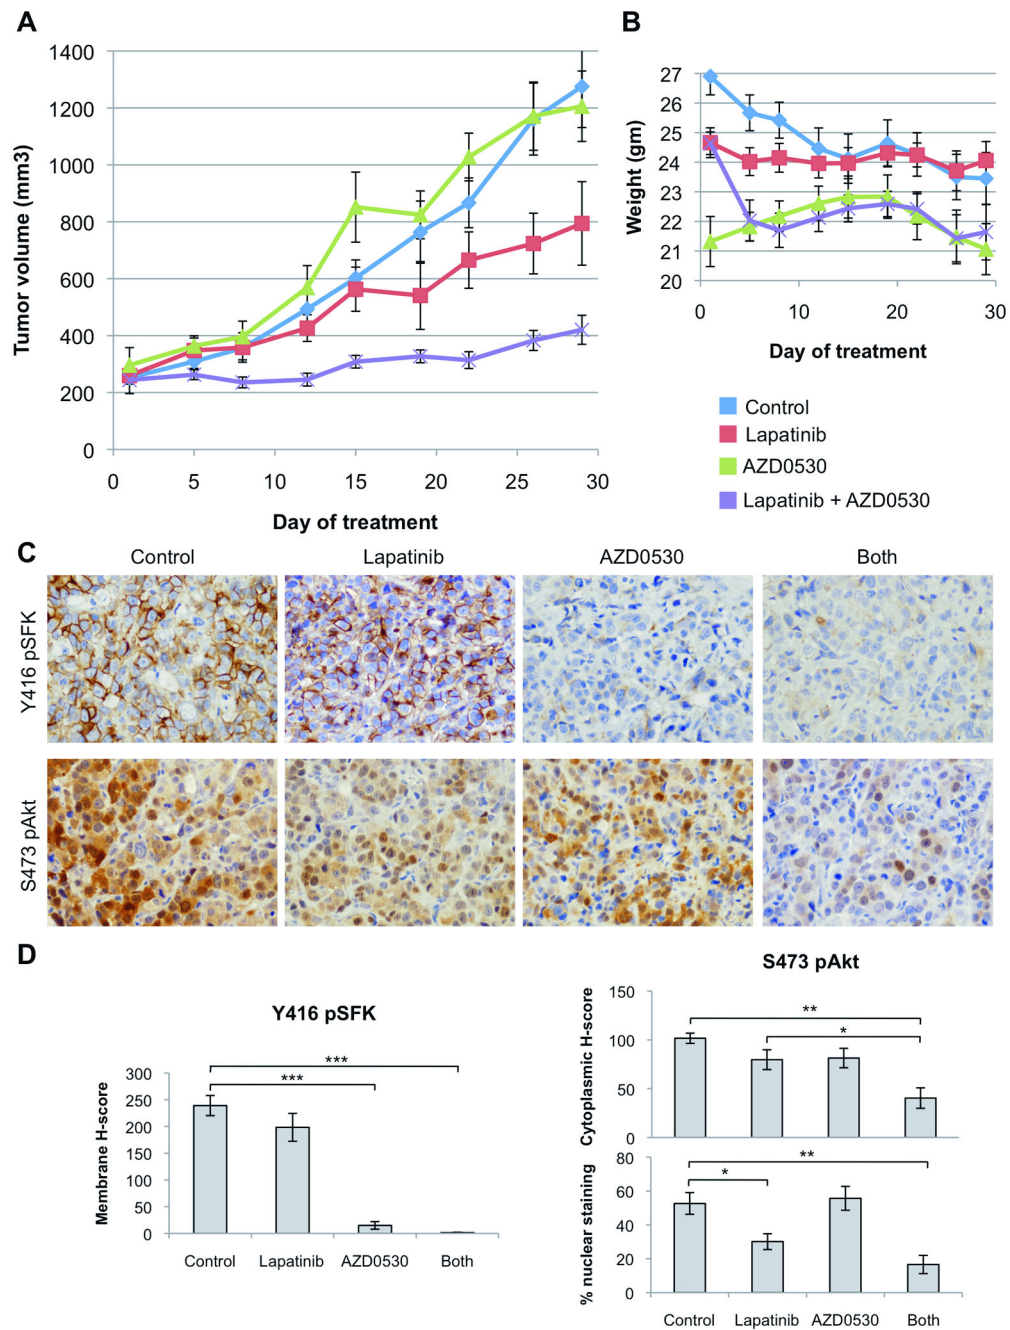 A
1400
1200
1000
800
600
400
200
0
Tumor volume (mm3)
0 5 10 15 20 25 30
Day of treatment
B
27
26
25
24
23
22
21
20
Weight (gm)
0 10 20 30
Day of treatment
Control
Lapatinib
AZD0530
Lapatinib + AZD0530
C
Control Lapatinib AZD0530 Both
Y416 pSFK
S473 pAkt
D
Y416 pSFK
***
***
300
250
200
150
100
50
0
Membrane H-score
Control Lapatinib AZD0530 Both
S473 pAkt
150
100
50
0
Cytoplasmic H-score
**
*
80
60
40
20
0
% nuclear staining
**
*
Control Lapatinib AZD0530 Both